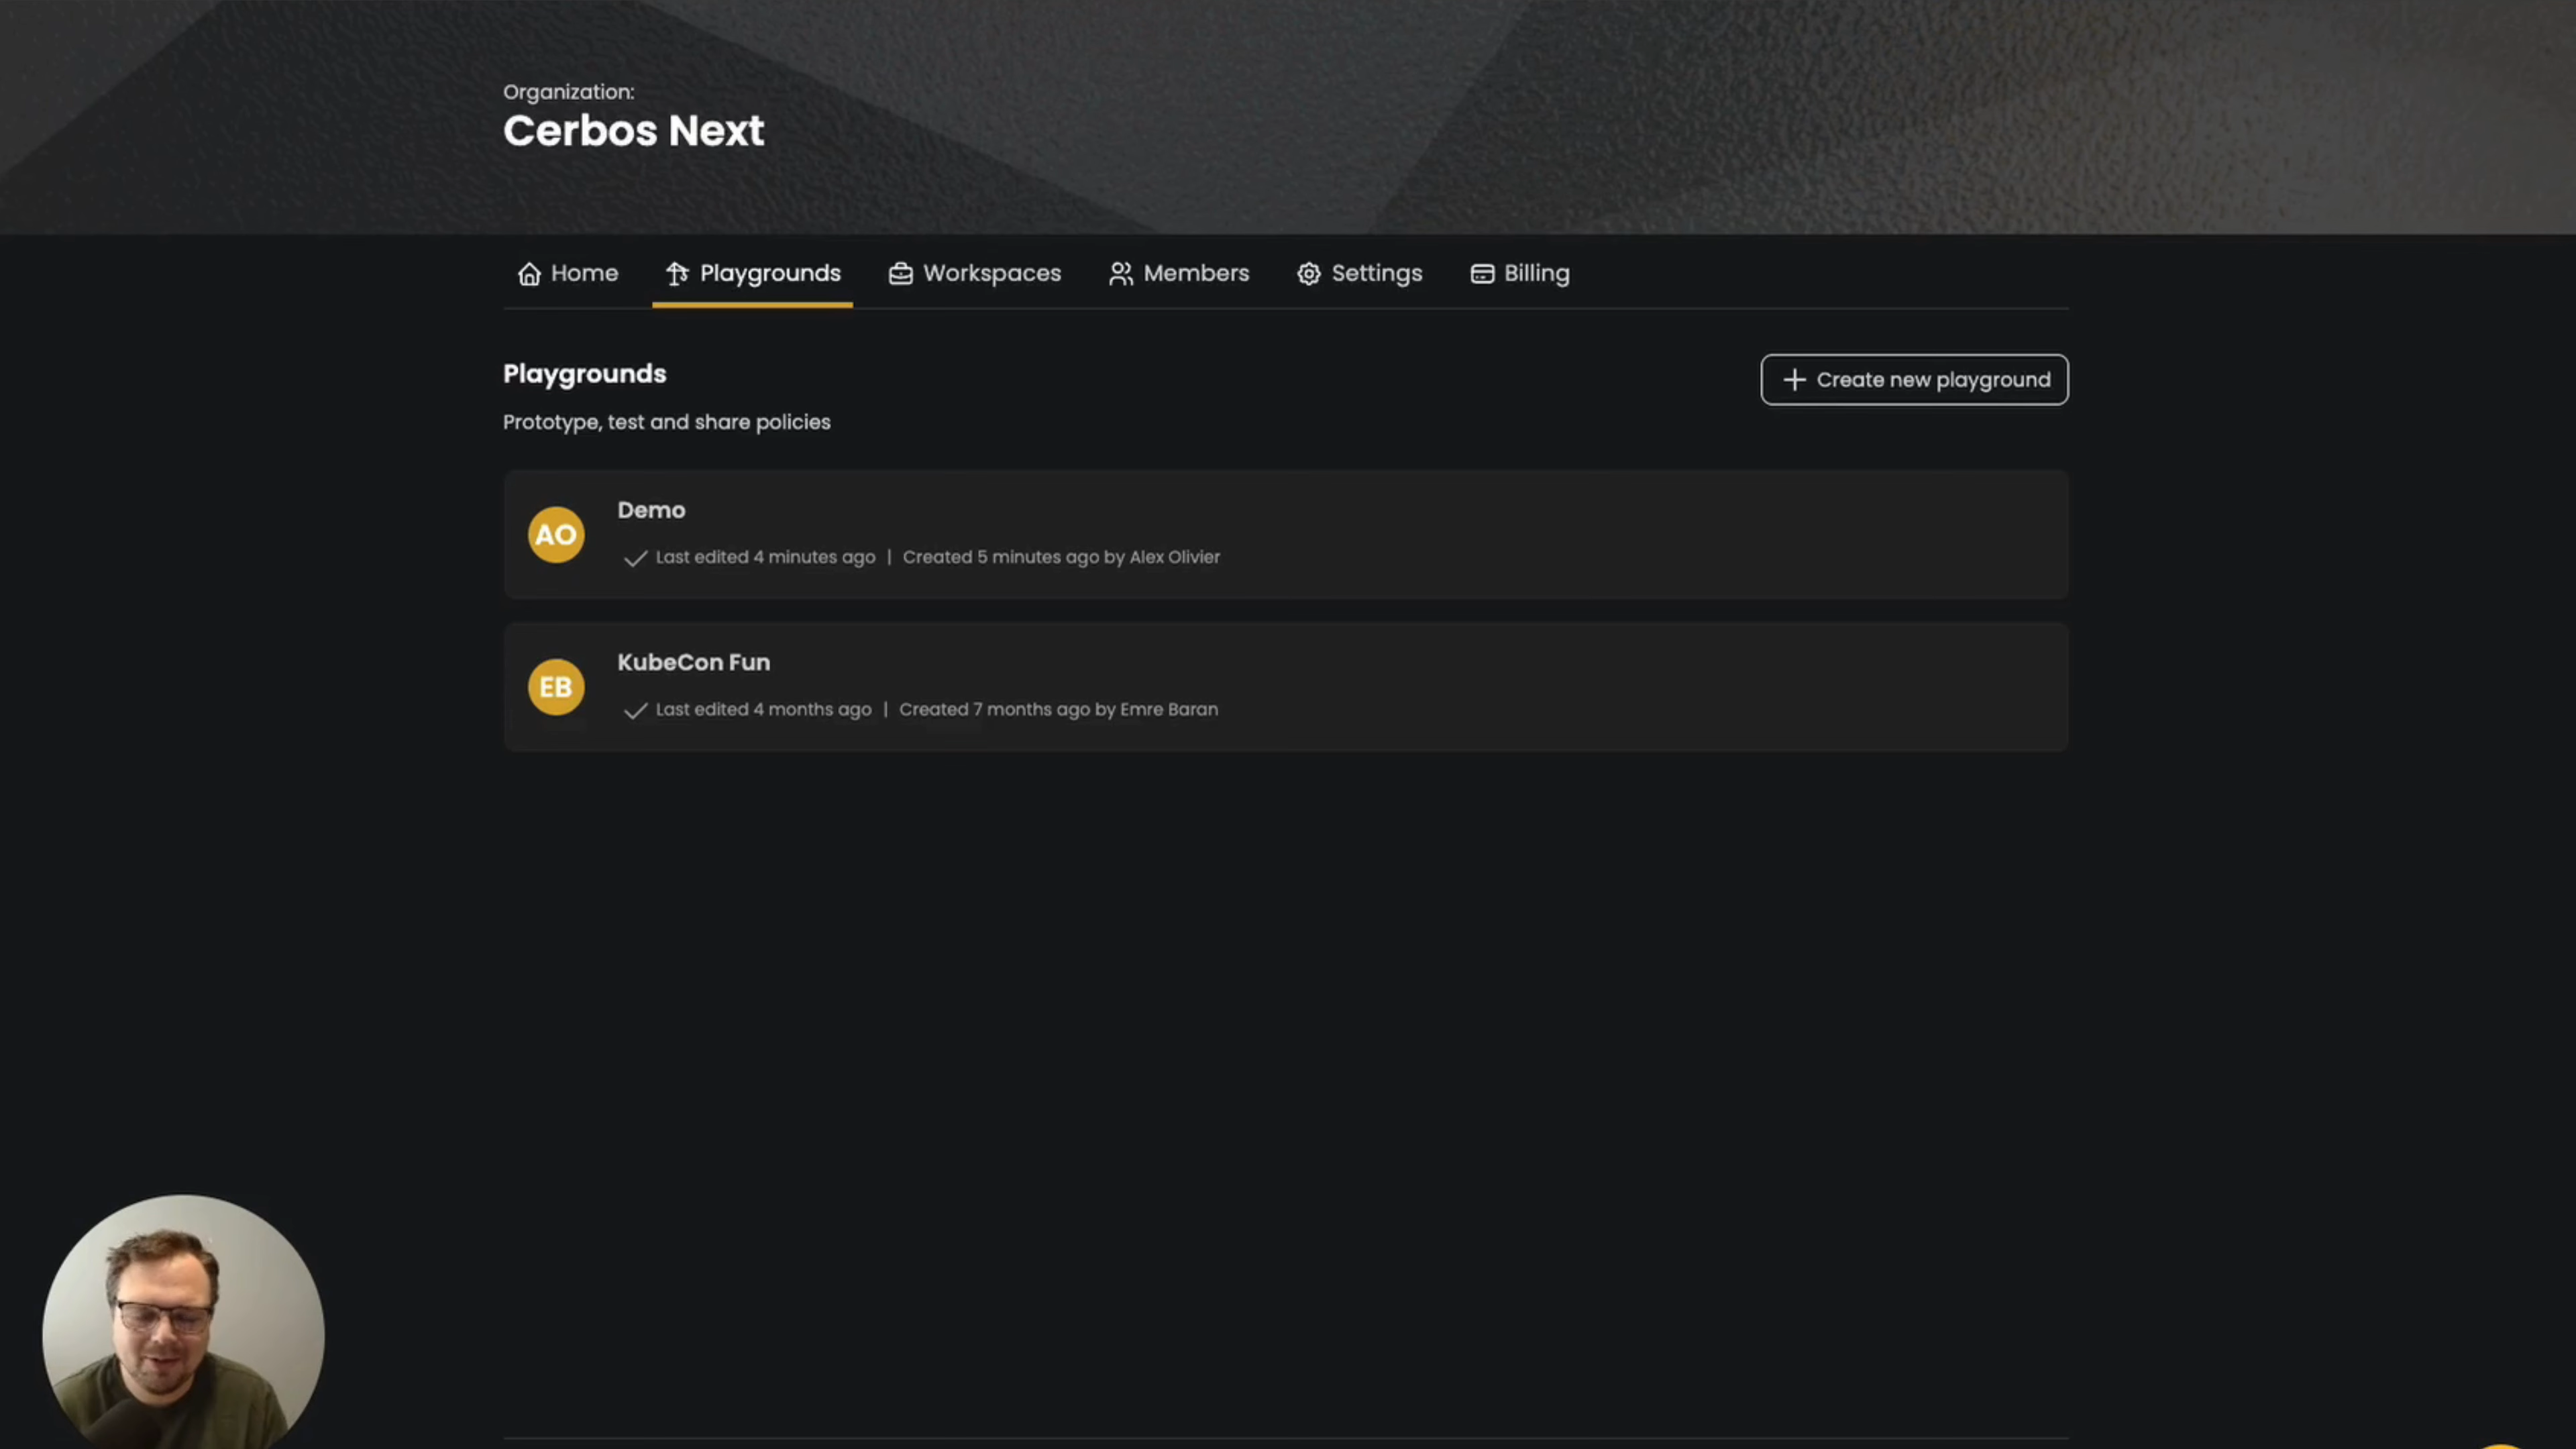 Organization:
Cerbos Next
Home Playgrounds Workspaces Members Settings Billing
Playgrounds
Create new playground
Prototype, test and share policies
AO
Demo
Last edited 4 minutes ago | Created 5 minutes ago by Alex Olivier
EB
KubeCon Fun
Last edited 4 months ago | Created 7 months ago by Emre Baran